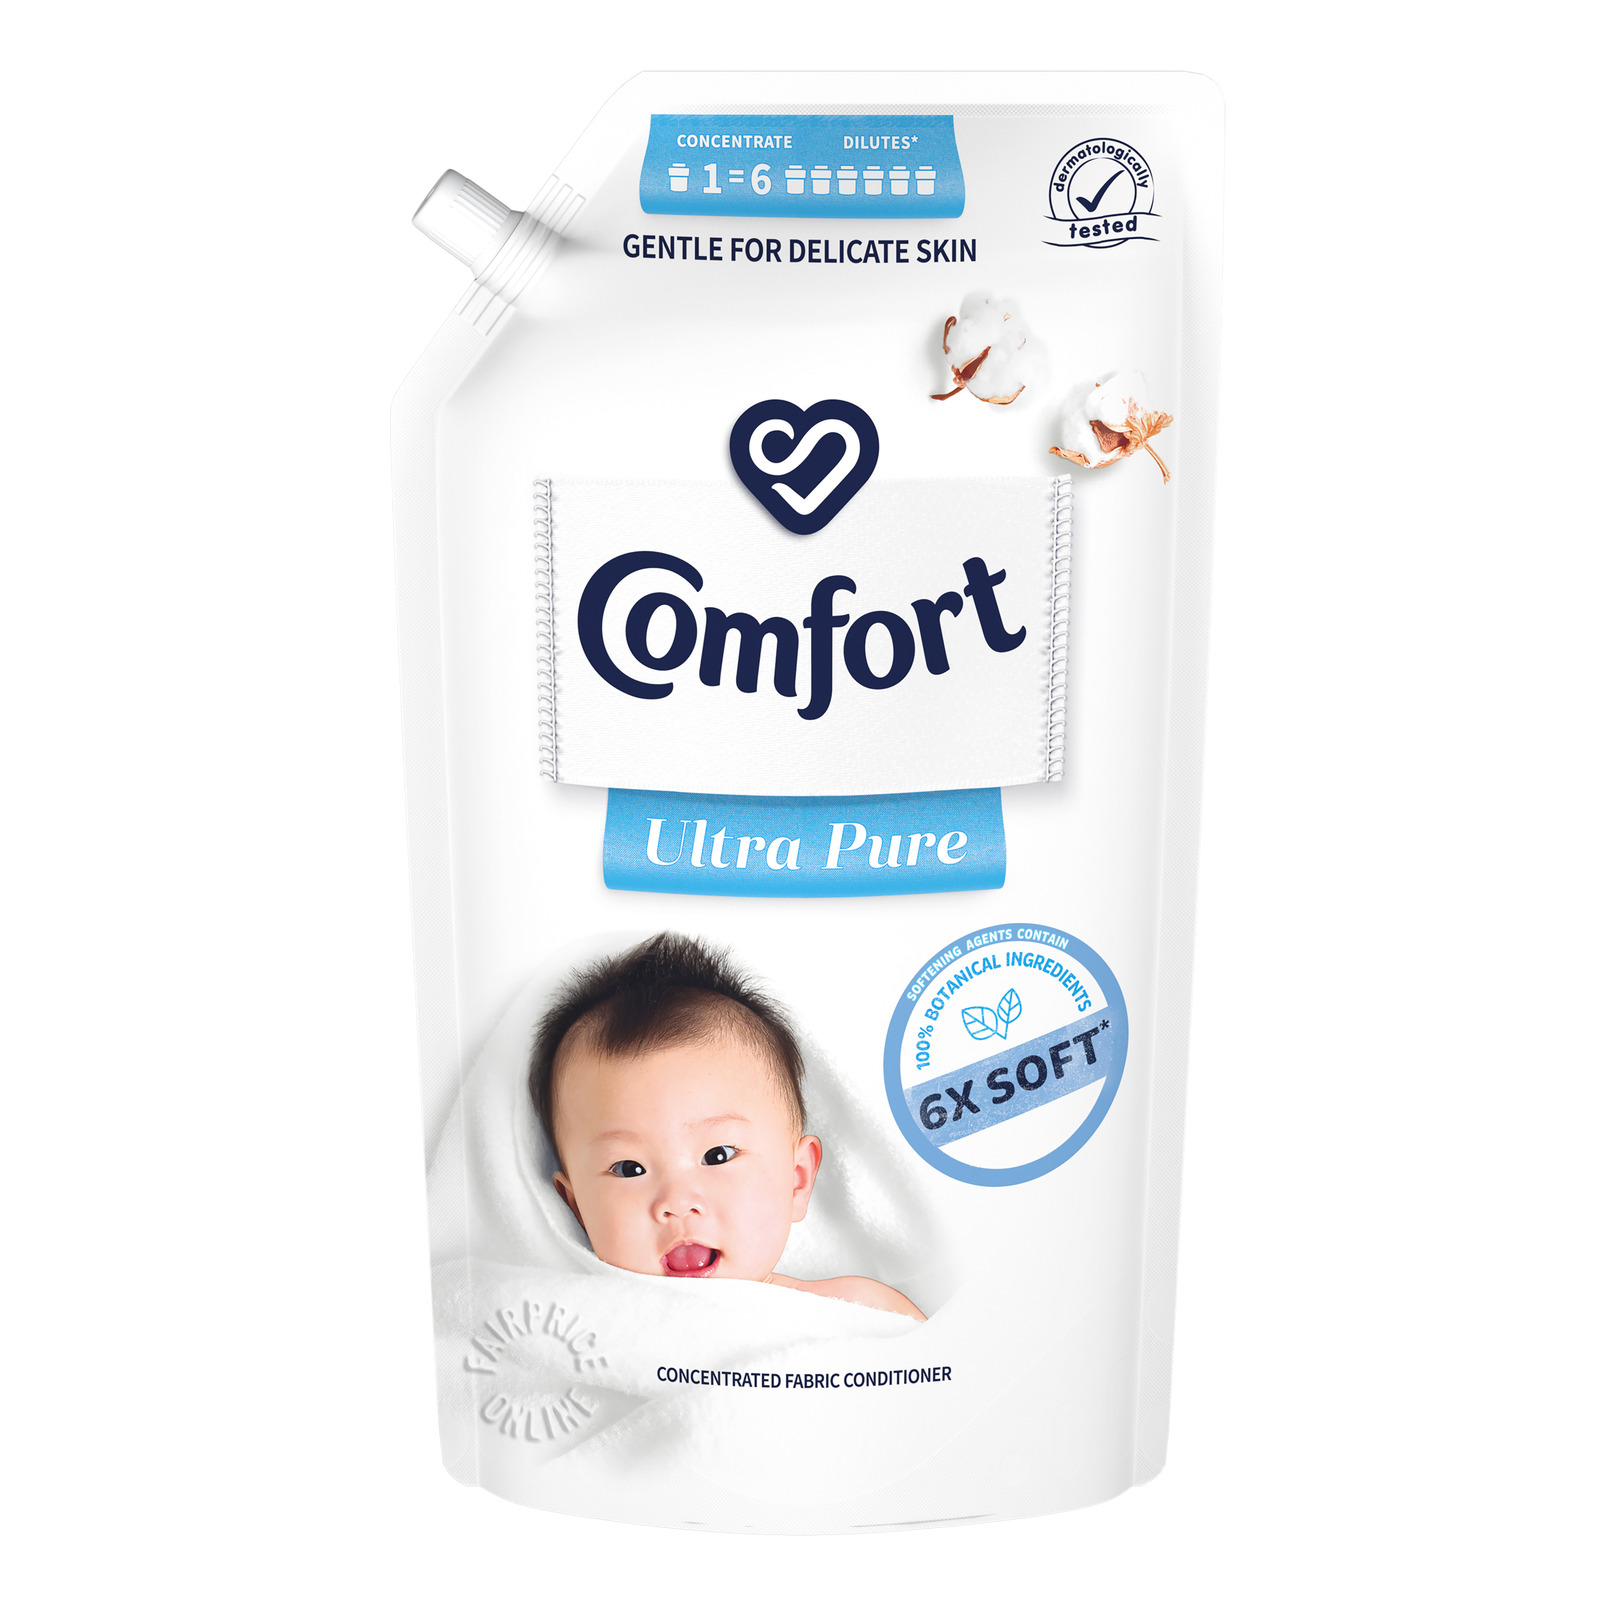 CONCENTRATE DILUTES*
1=6
GENTLE FOR DELICATE SKIN
dermatologically
tested
Comfort
Ultra Pure
SOFTENING AGENTS CONTAIN
100% BOTANICAL INGREDIENTS
6X SOFT*
FAIRPRICE
ONLINE
CONCENTRATED FABRIC CONDITIONER